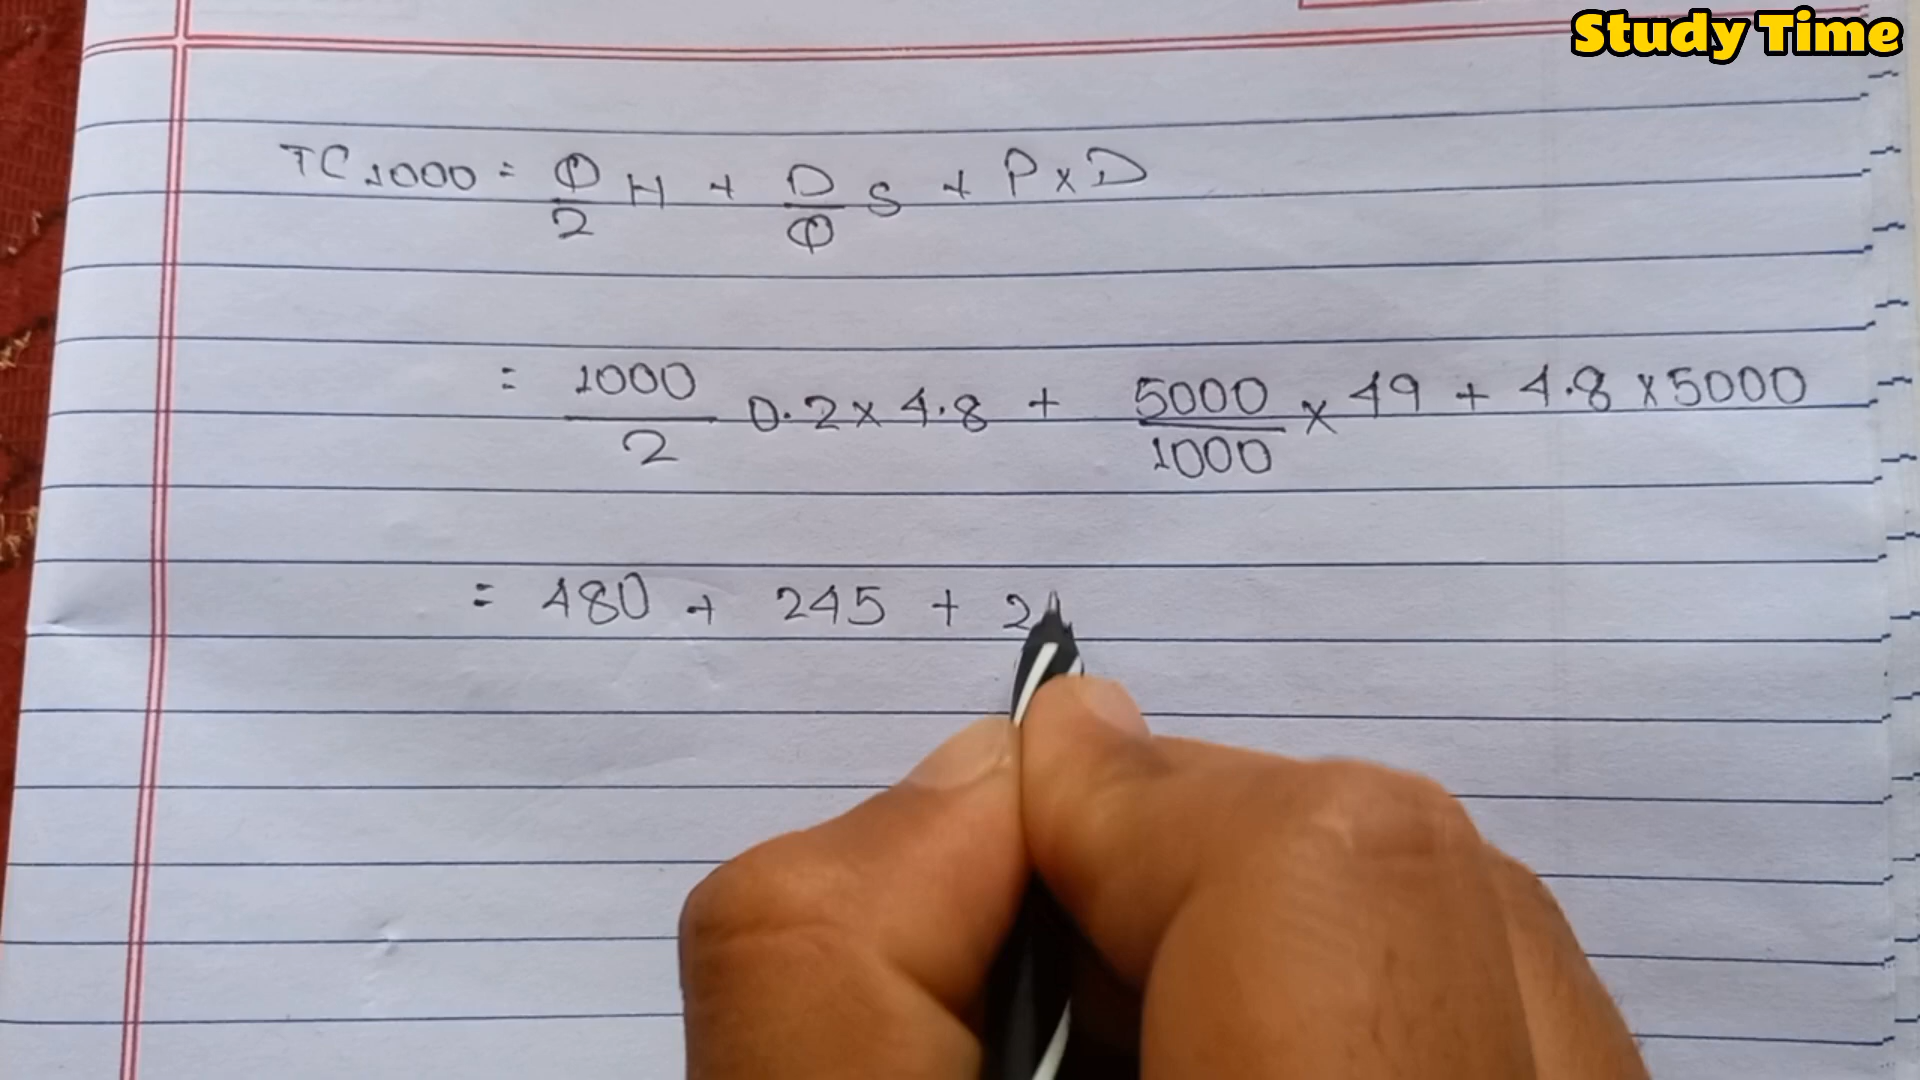 Study Time
TC1000 = Q/2 H + D/Q S + P x D
= 1000/2 0.2 x 4.8 + 5000/1000 x 49 + 4.8 x 5000
= 480 + 245 + 2